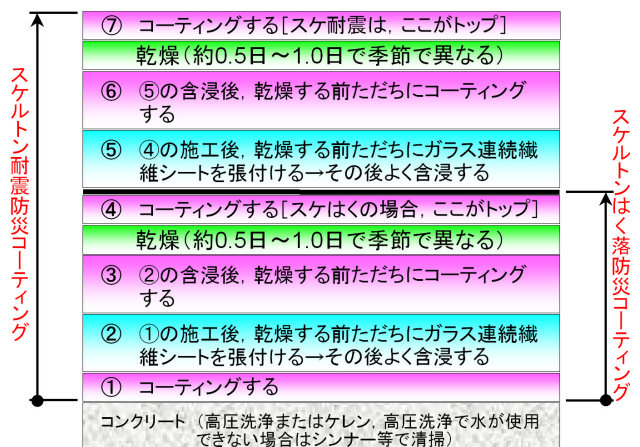 ⑦ コーティングする[スケ耐震は，ここがトップ]
乾燥(約0.5日～1.0日で季節で異なる)
⑥ ⑤の含浸後，乾燥する前ただちにコーティング
する
⑤ ④の施工後，乾燥する前ただちにガラス連続繊
維シートを張付ける→その後よく含浸する
④ コーティングする[スケはくの場合，ここがトップ]
乾燥(約0.5日～1.0日で季節で異なる)
③ ②の含浸後，乾燥する前ただちにコーティング
する
② ①の施工後，乾燥する前ただちにガラス連続繊
維シートを張付ける→その後よく含浸する
① コーティングする
コンクリート (高圧洗浄またはケレン，高圧洗浄で水が使用
できない場合はシンナー等で清掃)
スケルトン耐震防災コーティング
スケルトンはく落防災コーティング